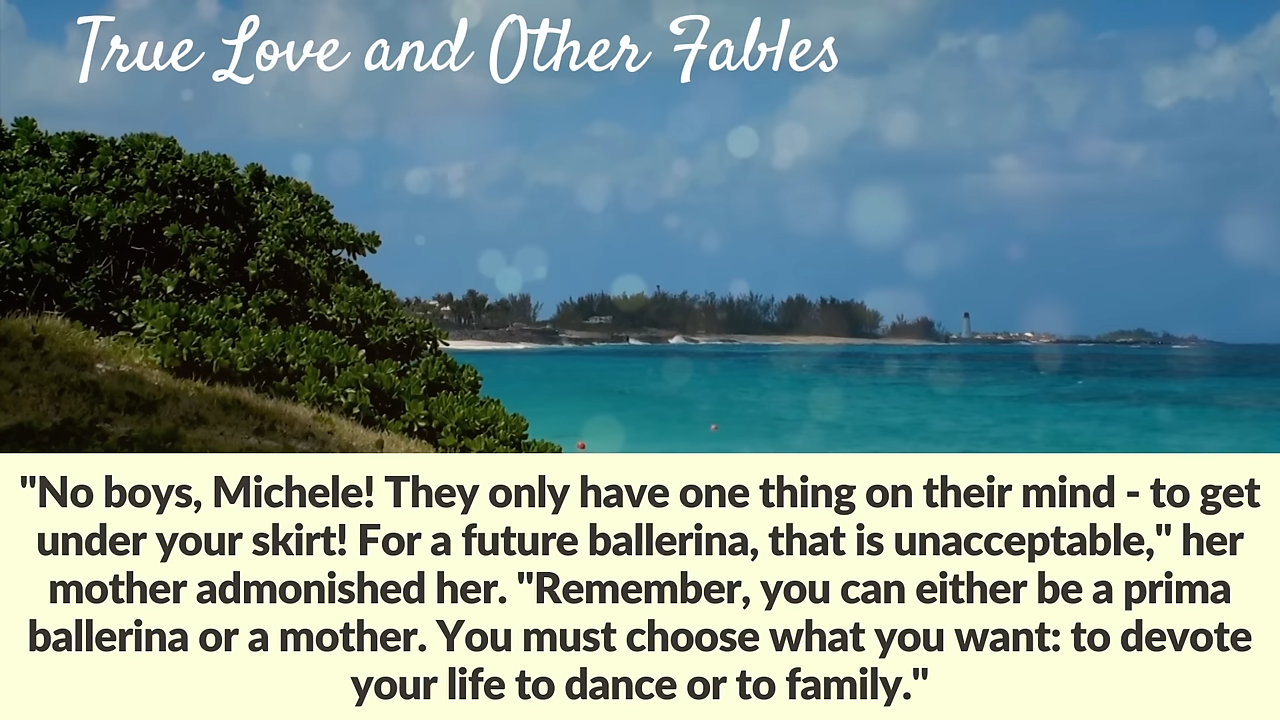 True Love and Other Fables
"No boys, Michele! They only have one thing on their mind - to get
under your skirt! For a future ballerina, that is unacceptable," her
mother admonished her. "Remember, you can either be a prima
ballerina or a mother. You must choose what you want: to devote
your life to dance or to family."